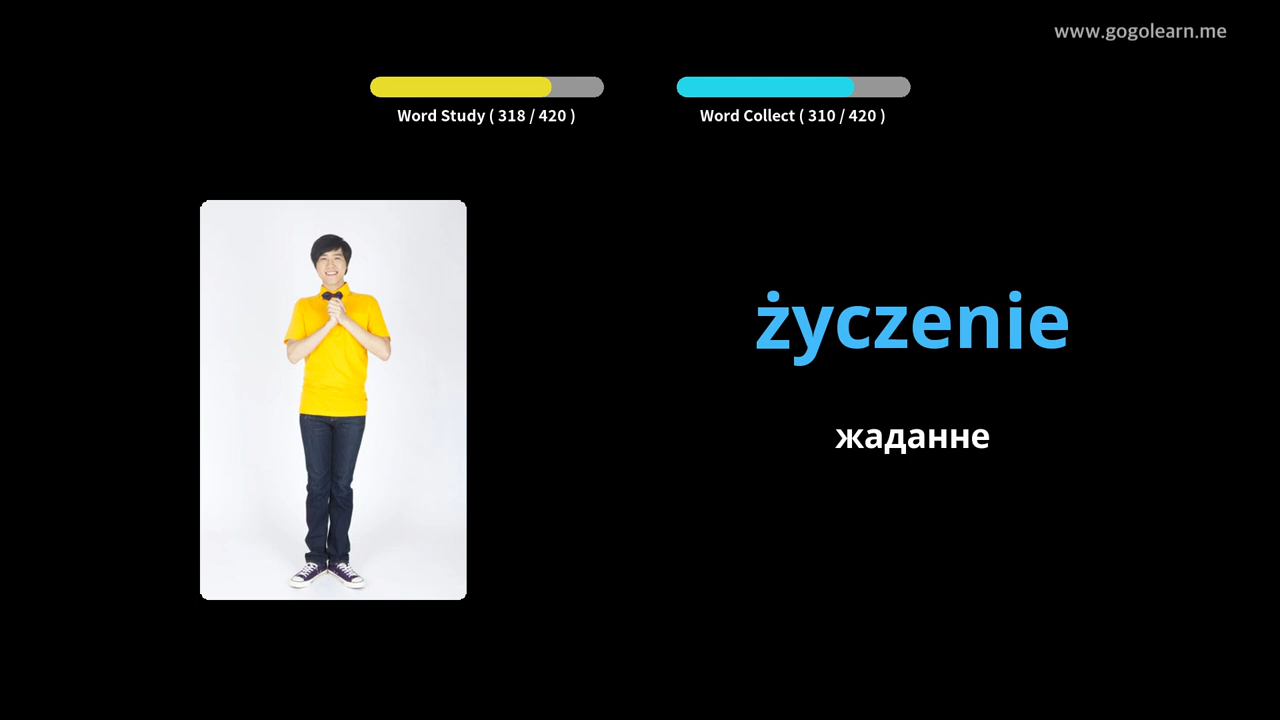 www.gogolearn.me
Word Study ( 318 / 420 )
Word Collect ( 310 / 420 )
życzenie
жаданне